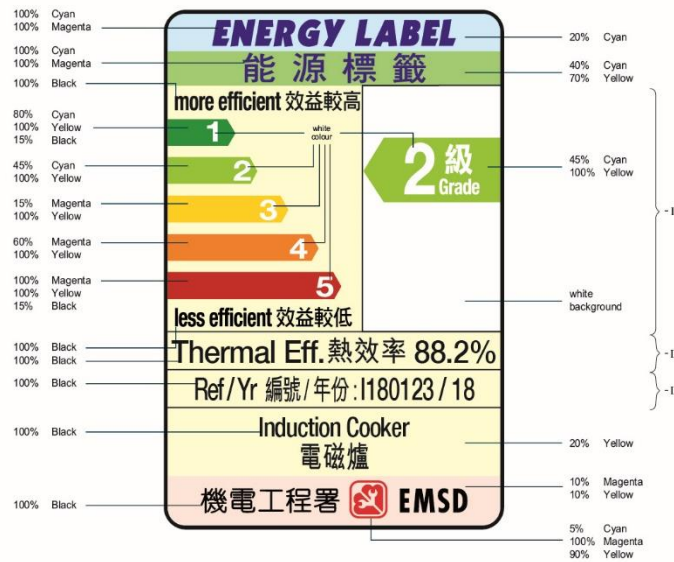 100% Cyan
100% Magenta
100% Cyan
100% Magenta
100% Black
80% Cyan
100% Yellow
15% Black
45% Cyan
100% Yellow
15% Magenta
100% Yellow
60% Magenta
100% Yellow
100% Magenta
100% Yellow
15% Black
100% Black
100% Black
100% Black
100% Black
100% Black
ENERGY LABEL
能源標籤
more efficient 效益較高
1
white
colour
2
3
4
5
less efficient 效益較低
2 級
Grade
Thermal Eff. 熱效率 88.2%
Ref / Yr 編號 / 年份 : I180123 / 18
Induction Cooker
電磁爐
機電工程署 EMSD
20% Cyan
40% Cyan
70% Yellow
45% Cyan
100% Yellow
white
background
20% Yellow
10% Magenta
10% Yellow
5% Cyan
100% Magenta
90% Yellow